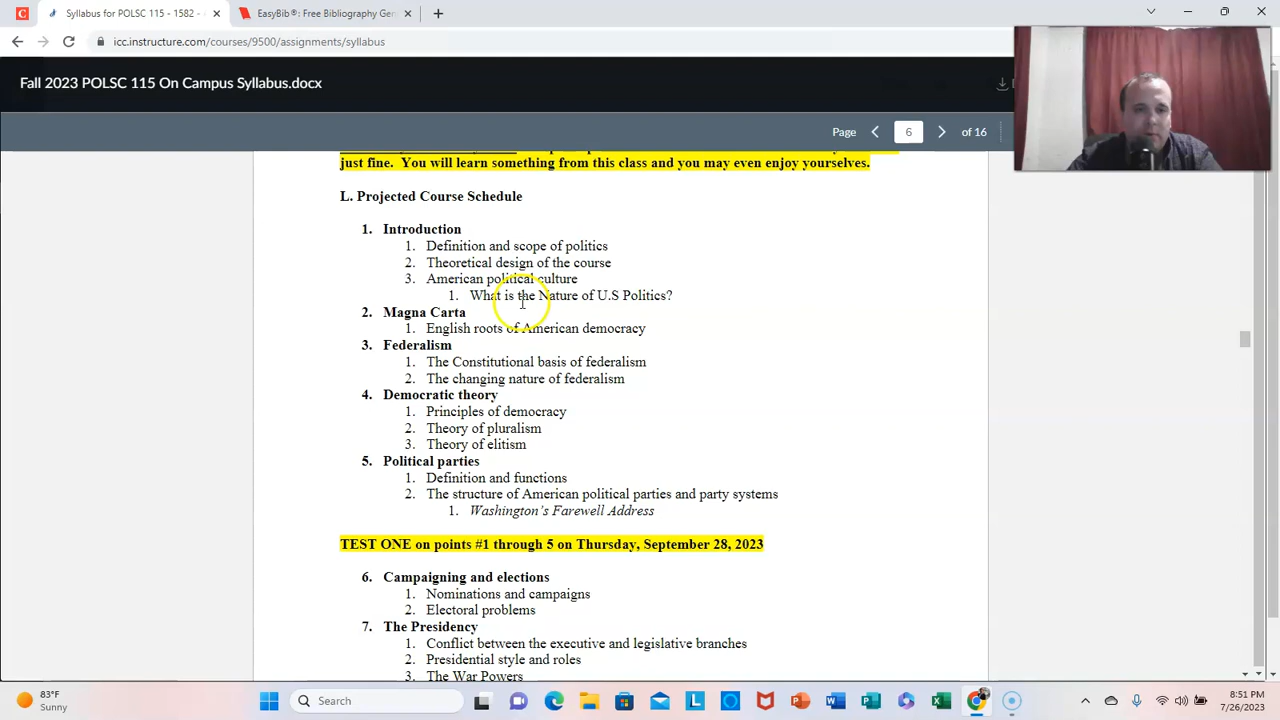 Syllabus for POLSC 115 - 1582 -
EasyBib®: Free Bibliography Gen
icc.instructure.com/courses/9500/assignments/syllabus
Fall 2023 POLSC 115 On Campus Syllabus.docx
Page 6 of 16
just fine. You will learn something from this class and you may even enjoy yourselves.
L. Projected Course Schedule
1. Introduction
1. Definition and scope of politics
2. Theoretical design of the course
3. American political culture
1. What is the Nature of U.S Politics?
2. Magna Carta
1. English roots of American democracy
3. Federalism
1. The Constitutional basis of federalism
2. The changing nature of federalism
4. Democratic theory
1. Principles of democracy
2. Theory of pluralism
3. Theory of elitism
5. Political parties
1. Definition and functions
2. The structure of American political parties and party systems
1. Washington's Farewell Address
TEST ONE on points #1 through 5 on Thursday, September 28, 2023
6. Campaigning and elections
1. Nominations and campaigns
2. Electoral problems
7. The Presidency
1. Conflict between the executive and legislative branches
2. Presidential style and roles
3. The War Powers
83°F
Sunny
Search
8:51 PM
7/26/2023